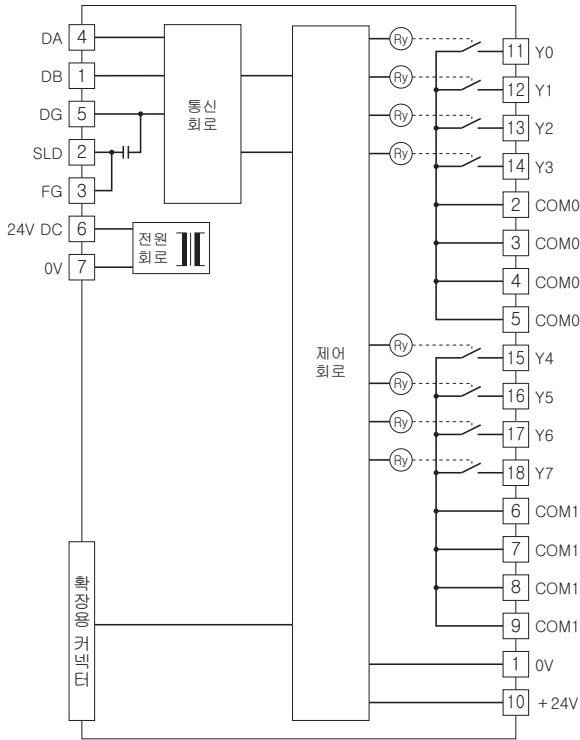 DA 4
DB 1
DG 5
SLD 2
FG 3
24V DC 6
0V 7
통신
회로
전원
회로
확장용 커넥터
제어
회로
Ry
Ry
Ry
Ry
Ry
Ry
Ry
Ry
11 Y0
12 Y1
13 Y2
14 Y3
2 COM0
3 COM0
4 COM0
5 COM0
15 Y4
16 Y5
17 Y6
18 Y7
6 COM1
7 COM1
8 COM1
9 COM1
1 0V
10 +24V